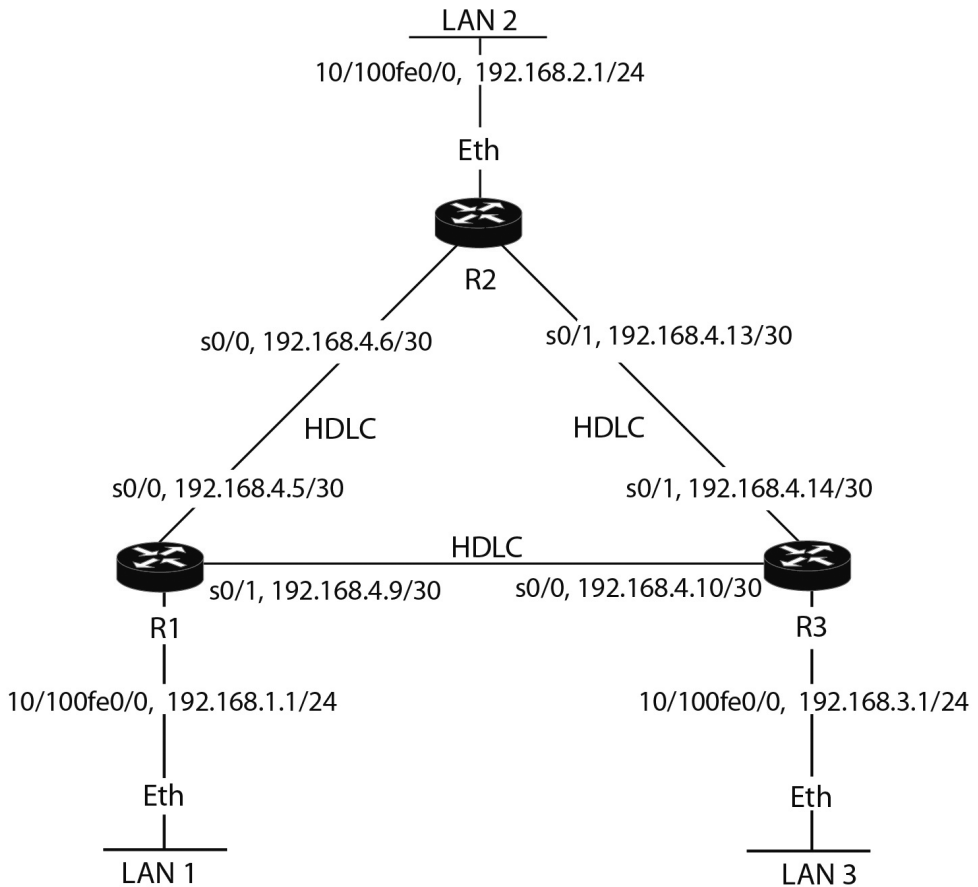 LAN 2
10/100fe0/0, 192.168.2.1/24
Eth
R2
s0/0, 192.168.4.6/30
s0/1, 192.168.4.13/30
HDLC
HDLC
s0/0, 192.168.4.5/30
s0/1, 192.168.4.14/30
HDLC
s0/1, 192.168.4.9/30
s0/0, 192.168.4.10/30
R1
R3
10/100fe0/0, 192.168.1.1/24
10/100fe0/0, 192.168.3.1/24
Eth
Eth
LAN 1
LAN 3